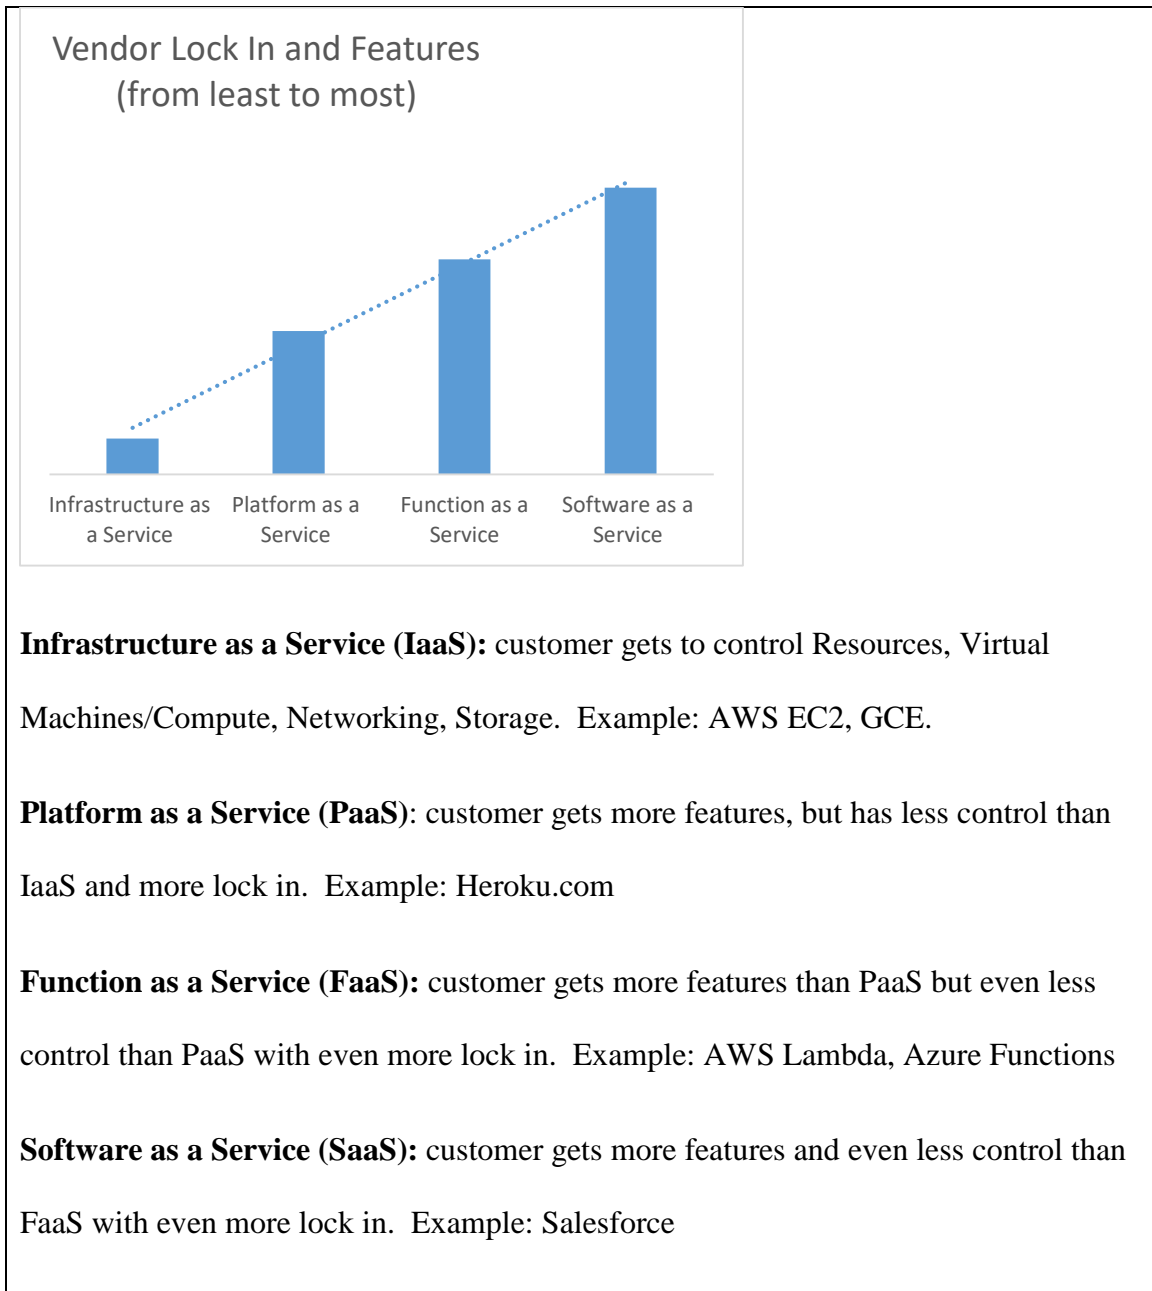 Vendor Lock In and Features
(from least to most)
Infrastructure as
a Service
Platform as a
Service
Function as a
Service
Software as a
Service
Infrastructure as a Service (IaaS): customer gets to control Resources, Virtual
Machines/Compute, Networking, Storage.  Example: AWS EC2, GCE.
Platform as a Service (PaaS): customer gets more features, but has less control than
IaaS and more lock in.  Example: Heroku.com
Function as a Service (FaaS): customer gets more features than PaaS but even less
control than PaaS with even more lock in.  Example: AWS Lambda, Azure Functions
Software as a Service (SaaS): customer gets more features and even less control than
FaaS with even more lock in.  Example: Salesforce